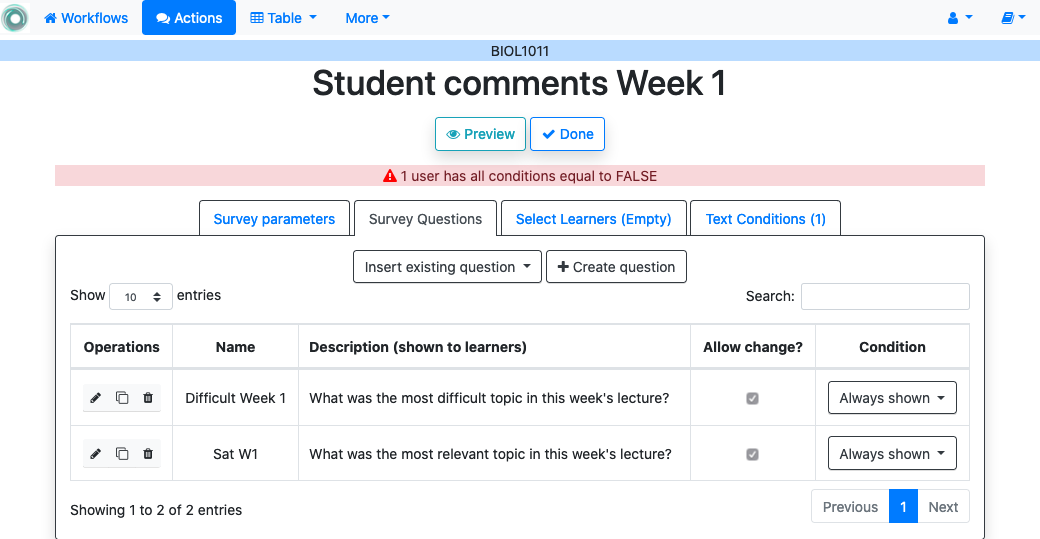 Workflows Actions Table More
BIOL1011
Student comments Week 1
Preview Done
1 user has all conditions equal to FALSE
Survey parameters Survey Questions Select Learners (Empty) Text Conditions (1)
Insert existing question Create question
Show 10 entries Search:
Operations Name Description (shown to learners) Allow change? Condition
Difficult Week 1 What was the most difficult topic in this week's lecture? Always shown
Sat W1 What was the most relevant topic in this week's lecture? Always shown
Showing 1 to 2 of 2 entries Previous 1 Next